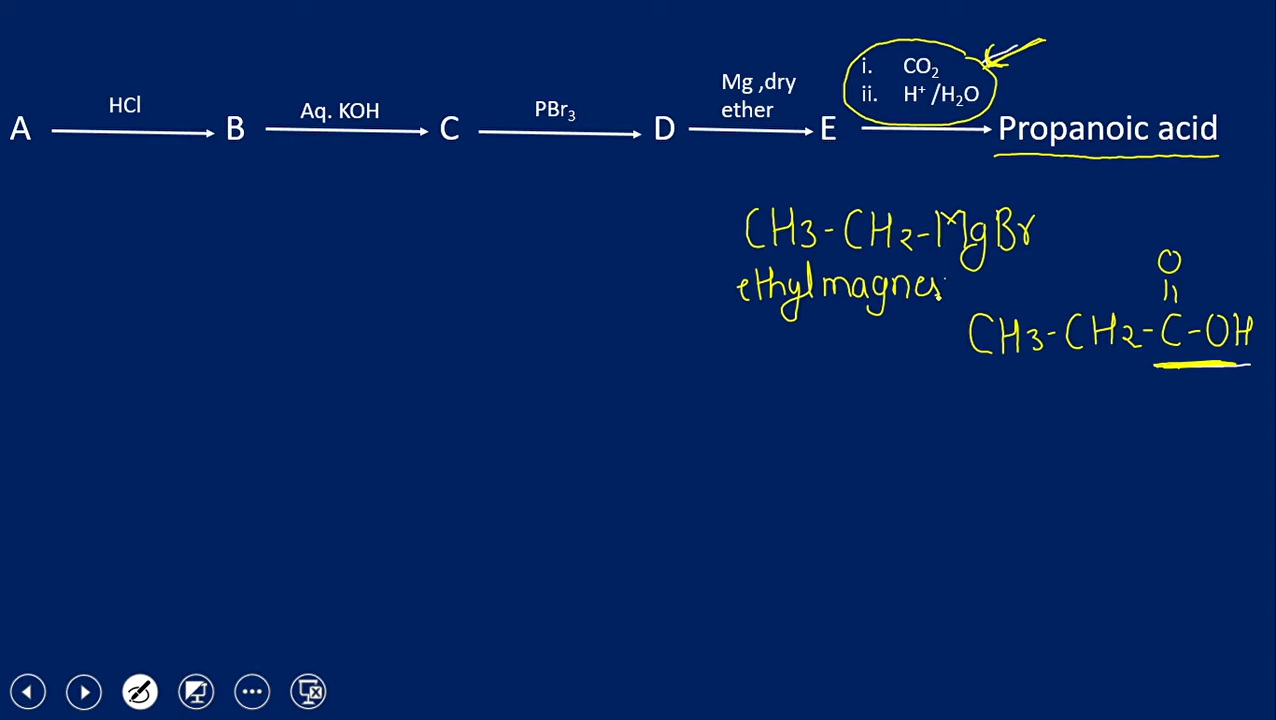 HCl
Aq. KOH
PBr₃
Mg ,dry
ether
i. CO₂
ii. H⁺ /H₂O
A B C D E Propanoic acid
CH3-CH2-MgBr
ethylmagnes
O
CH3-CH2-C-OH